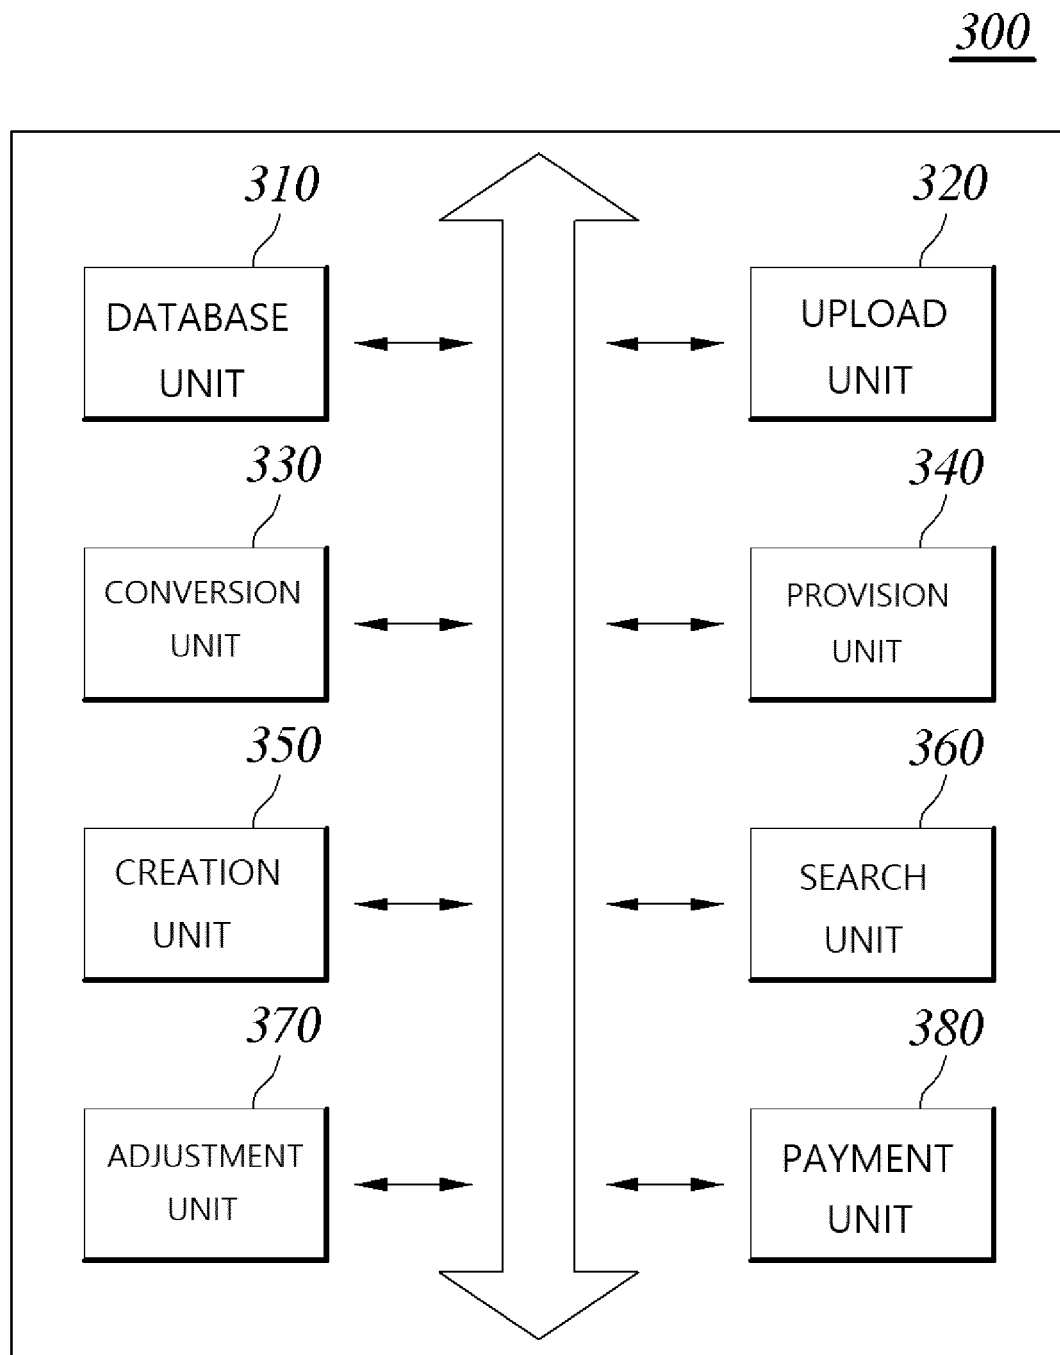 300
310
320
DATABASE
UNIT
UPLOAD
UNIT
330
340
CONVERSION
UNIT
PROVISION
UNIT
350
360
CREATION
UNIT
SEARCH
UNIT
370
380
ADJUSTMENT
UNIT
PAYMENT
UNIT